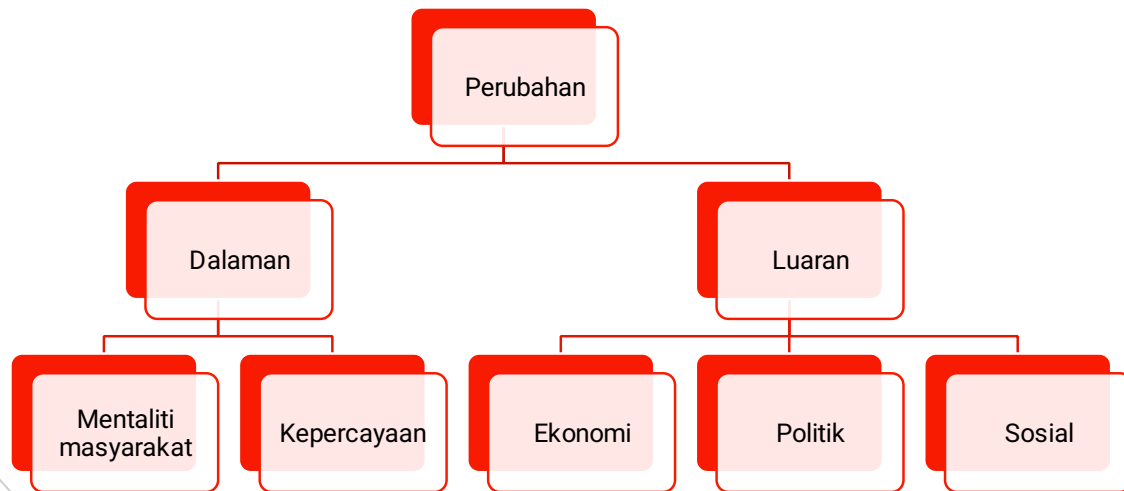 Perubahan
Dalaman
Luaran
Mentaliti
masyarakat
Kepercayaan
Ekonomi
Politik
Sosial